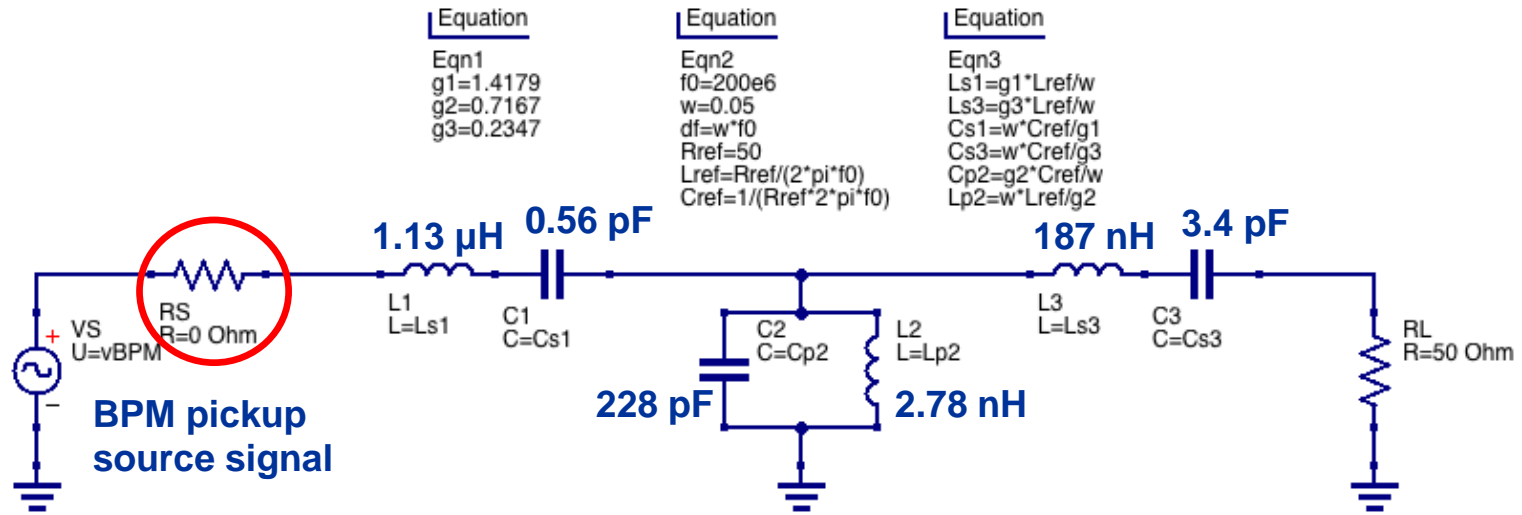 Equation
Eqn1
g1=1.4179
g2=0.7167
g3=0.2347
Equation
Eqn2
f0=200e6
w=0.05
df=w*f0
Rref=50
Lref=Rref/(2*pi*f0)
Cref=1/(Rref*2*pi*f0)
Equation
Eqn3
Ls1=g1*Lref/w
Ls3=g3*Lref/w
Cs1=w*Cref/g1
Cs3=w*Cref/g3
Cp2=g2*Cref/w
Lp2=w*Lref/g2
1.13 µH
0.56 pF
187 nH
3.4 pF
+
VS
U=vBPM
–
RS
R=0 Ohm
L1
L=Ls1
C1
C=Cs1
C2
C=Cp2
L2
L=Lp2
L3
L=Ls3
C3
C=Cs3
RL
R=50 Ohm
228 pF
2.78 nH
BPM pickup
source signal